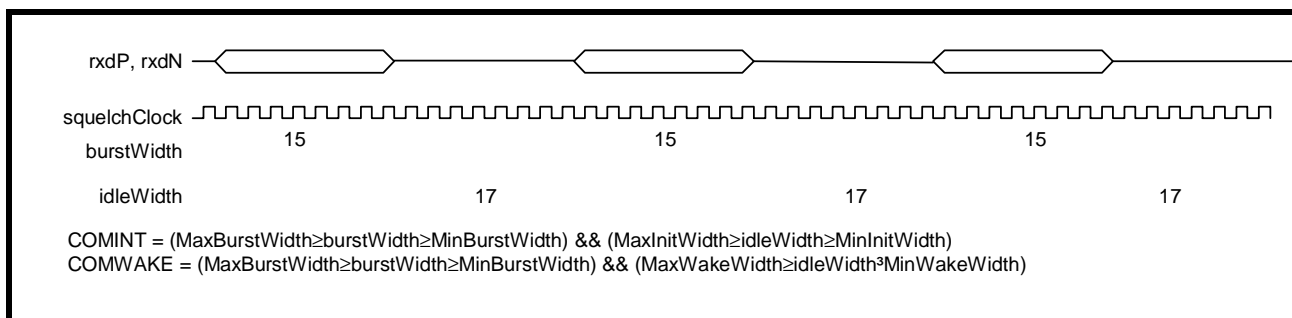 rxdP, rxdN
squelchClock
15 15 15
burstWidth
idleWidth 17 17 17
COMINT = (MaxBurstWidth≥burstWidth≥MinBurstWidth) && (MaxInitWidth≥idleWidth≥MinInitWidth)
COMWAKE = (MaxBurstWidth≥burstWidth≥MinBurstWidth) && (MaxWakeWidth≥idleWidth³MinWakeWidth)